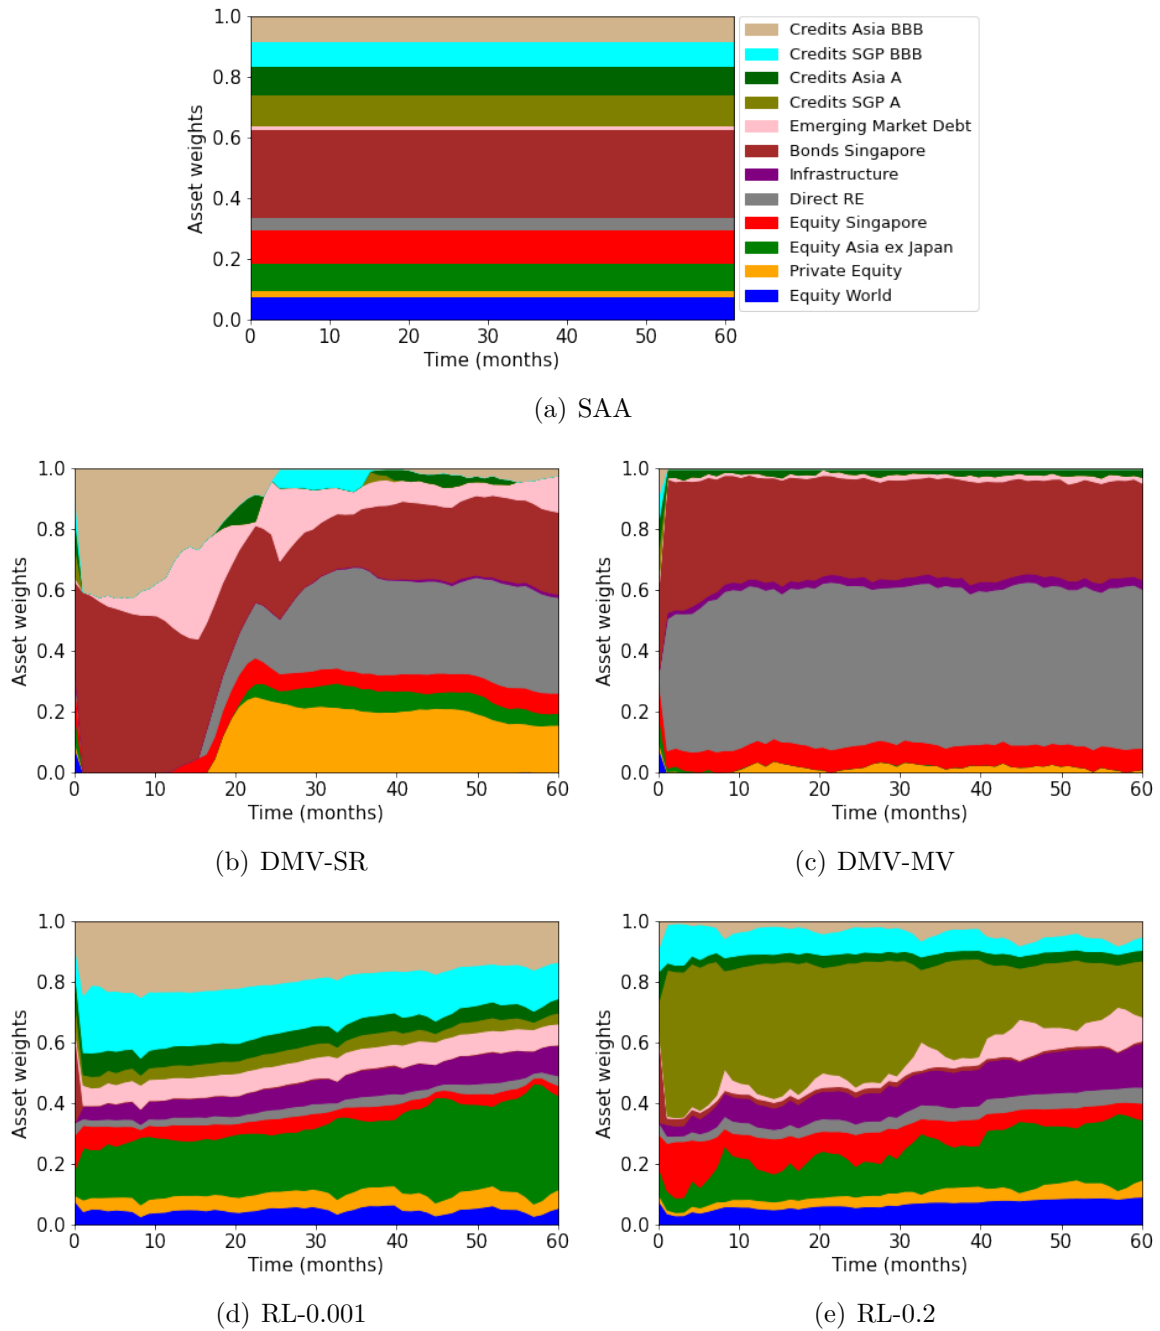 1.0
0.8
0.6
0.4
0.2
0.0
Asset weights
0 10 20 30 40 50 60
Time (months)
Credits Asia BBB
Credits SGP BBB
Credits Asia A
Credits SGP A
Emerging Market Debt
Bonds Singapore
Infrastructure
Direct RE
Equity Singapore
Equity Asia ex Japan
Private Equity
Equity World
(a) SAA
1.0
0.8
0.6
0.4
0.2
0.0
Asset weights
0 10 20 30 40 50 60
Time (months)
(b) DMV-SR
1.0
0.8
0.6
0.4
0.2
0.0
Asset weights
0 10 20 30 40 50 60
Time (months)
(c) DMV-MV
1.0
0.8
0.6
0.4
0.2
0.0
Asset weights
0 10 20 30 40 50 60
Time (months)
(d) RL-0.001
1.0
0.8
0.6
0.4
0.2
0.0
Asset weights
0 10 20 30 40 50 60
Time (months)
(e) RL-0.2